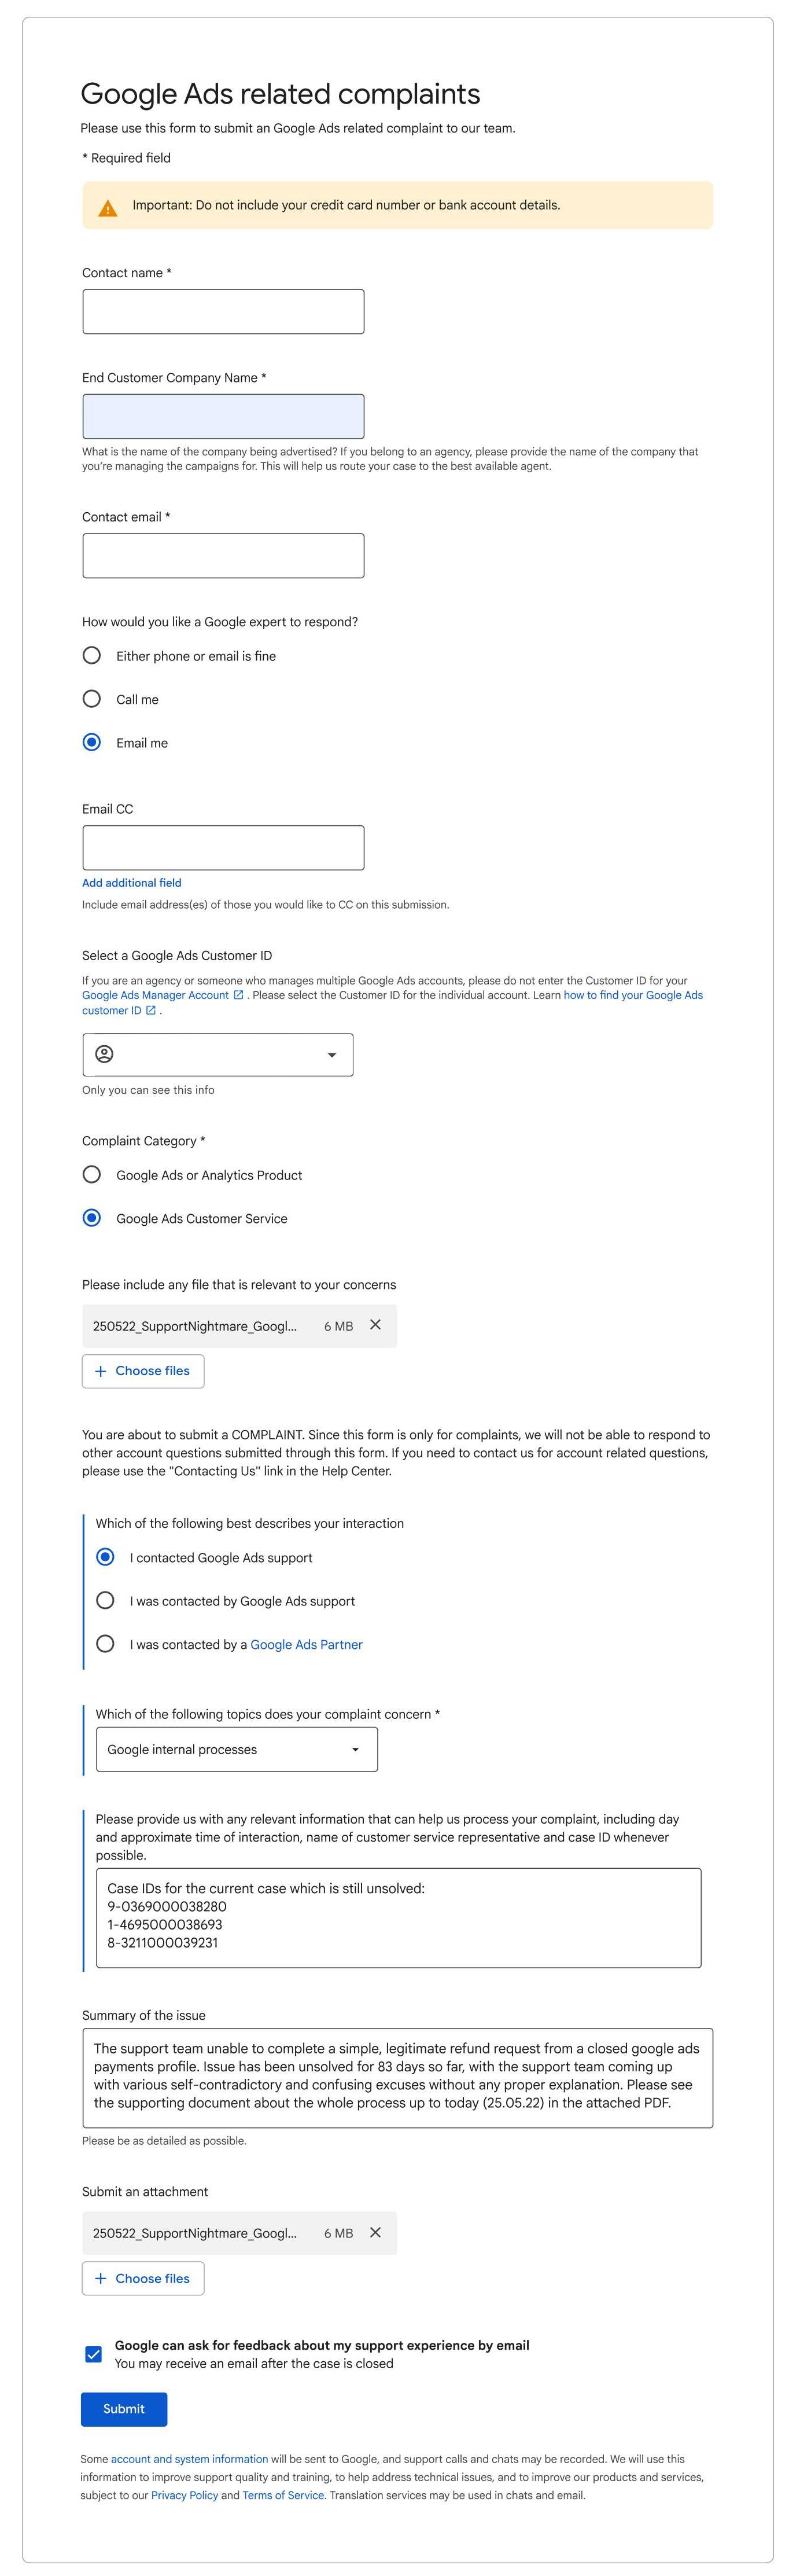 Google Ads related complaints
Please use this form to submit an Google Ads related complaint to our team.
* Required field
Important: Do not include your credit card number or bank account details.
Contact name *
End Customer Company Name *
What is the name of the company being advertised? If you belong to an agency, please provide the name of the company that
you're managing the campaigns for. This will help us route your case to the best available agent.
Contact email *
How would you like a Google expert to respond?
Either phone or email is fine
Call me
Email me
Email CC
Add additional field
Include email address(es) of those you would like to CC on this submission.
Select a Google Ads Customer ID
If you are an agency or someone who manages multiple Google Ads accounts, please do not enter the Customer ID for your
Google Ads Manager Account . Please select the Customer ID for the individual account. Learn how to find your Google Ads
customer ID .
Only you can see this info
Complaint Category *
Google Ads or Analytics Product
Google Ads Customer Service
Please include any file that is relevant to your concerns
250522_SupportNightmare_Googl... 6 MB
Choose files
You are about to submit a COMPLAINT. Since this form is only for complaints, we will not be able to respond to
other account questions submitted through this form. If you need to contact us for account related questions,
please use the "Contacting Us" link in the Help Center.
Which of the following best describes your interaction
I contacted Google Ads support
I was contacted by Google Ads support
I was contacted by a Google Ads Partner
Which of the following topics does your complaint concern *
Google internal processes
Please provide us with any relevant information that can help us process your complaint, including day
and approximate time of interaction, name of customer service representative and case ID whenever
possible.
Case IDs for the current case which is still unsolved:
9-0369000038280
1-4695000038693
8-3211000039231
Summary of the issue
The support team unable to complete a simple, legitimate refund request from a closed google ads
payments profile. Issue has been unsolved for 83 days so far, with the support team coming up
with various self-contradictory and confusing excuses without any proper explanation. Please see
the supporting document about the whole process up to today (25.05.22) in the attached PDF.
Please be as detailed as possible.
Submit an attachment
250522_SupportNightmare_Googl... 6 MB
Choose files
Google can ask for feedback about my support experience by email
You may receive an email after the case is closed
Submit
Some account and system information will be sent to Google, and support calls and chats may be recorded. We will use this
information to improve support quality and training, to help address technical issues, and to improve our products and services,
subject to our Privacy Policy and Terms of Service. Translation services may be used in chats and email.